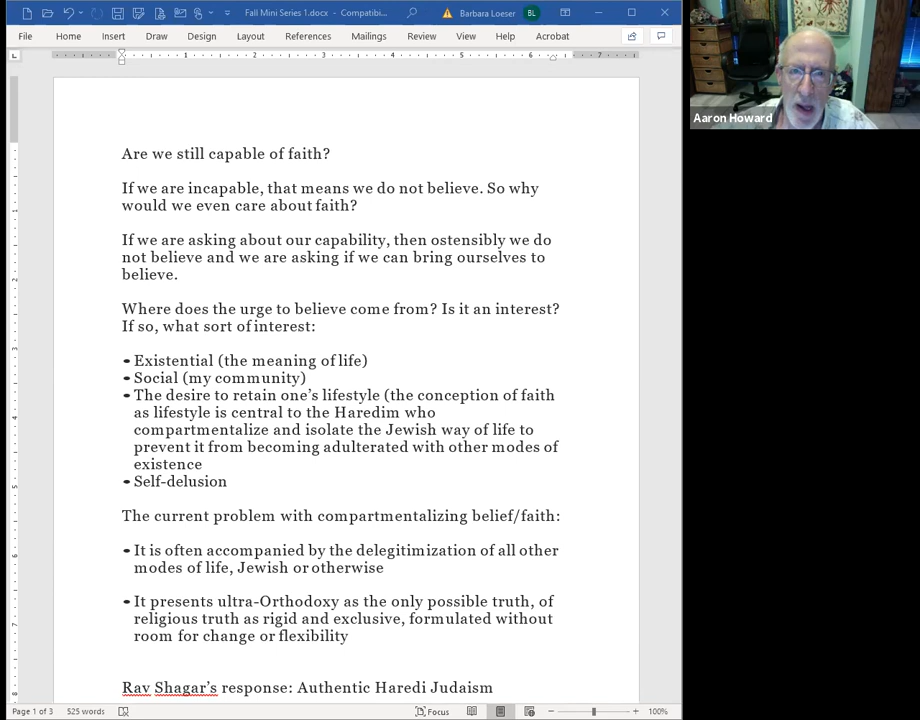 Fall Mini Series 1.docx - Compatibi...
Barbara Loeser
BL
File Home Insert Draw Design Layout References Mailings Review View Help Acrobat
1 2 3 4 5 6 7
Aaron Howard
Are we still capable of faith?
If we are incapable, that means we do not believe. So why
would we even care about faith?
If we are asking about our capability, then ostensibly we do
not believe and we are asking if we can bring ourselves to
believe.
Where does the urge to believe come from? Is it an interest?
If so, what sort of interest:
• Existential (the meaning of life)
• Social (my community)
• The desire to retain one's lifestyle (the conception of faith
as lifestyle is central to the Haredim who
compartmentalize and isolate the Jewish way of life to
prevent it from becoming adulterated with other modes of
existence
• Self-delusion
The current problem with compartmentalizing belief/faith:
• It is often accompanied by the delegitimization of all other
modes of life, Jewish or otherwise
• It presents ultra-Orthodoxy as the only possible truth, of
religious truth as rigid and exclusive, formulated without
room for change or flexibility
Rav Shagar's response: Authentic Haredi Judaism
Page 1 of 3 525 words Focus 100%